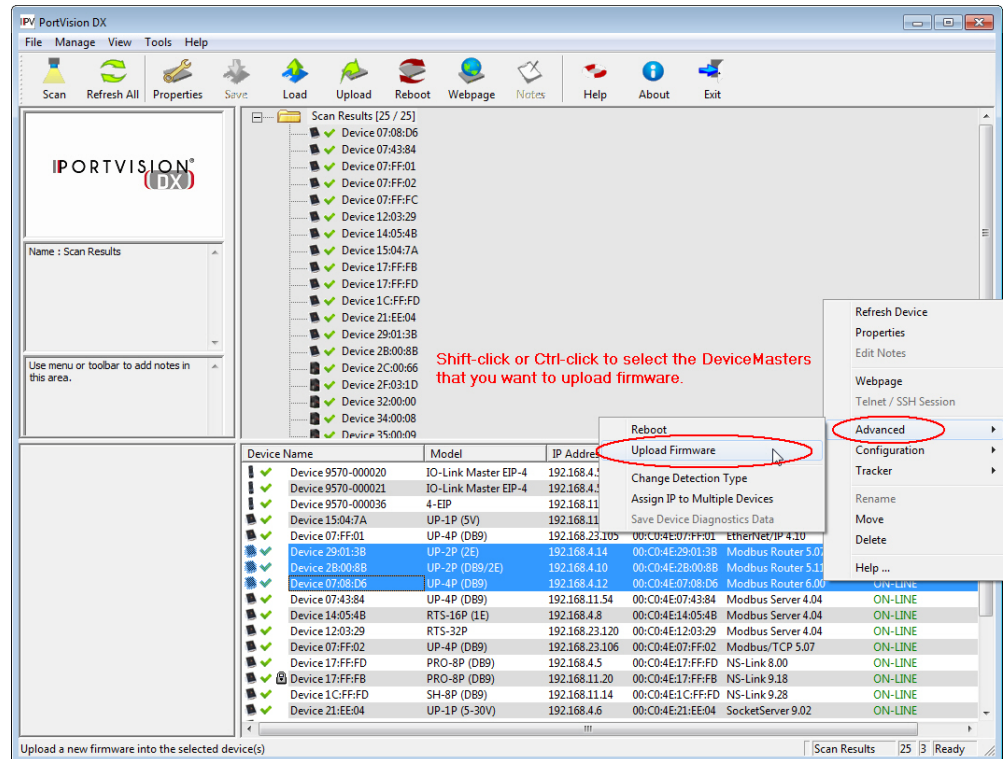 PortVision DX
File Manage View Tools Help
Scan Refresh All Properties Save Load Upload Reboot Webpage Notes Help About Exit
PORTVISION®
DX
Name : Scan Results
Use menu or toolbar to add notes in
this area.
Scan Results [25 / 25]
Device 07:08:D6
Device 07:43:84
Device 07:FF:01
Device 07:FF:02
Device 07:FF:FC
Device 12:03:29
Device 14:05:4B
Device 15:04:7A
Device 17:FF:FB
Device 17:FF:FD
Device 1C:FF:FD
Device 21:EE:04
Device 29:01:3B
Device 2B:00:8B
Device 2C:00:66
Device 2F:03:1D
Device 32:00:00
Device 34:00:08
Device 35:00:09
Shift-click or Ctrl-click to select the DeviceMasters
that you want to upload firmware.
Refresh Device
Properties
Edit Notes
Webpage
Telnet / SSH Session
Advanced
Configuration
Tracker
Rename
Move
Delete
Help ...
Reboot
Upload Firmware
Change Detection Type
Assign IP to Multiple Devices
Save Device Diagnostics Data
Device Name Model IP Addre
Device 9570-000020 IO-Link Master EIP-4 192.168.4.
Device 9570-000021 IO-Link Master EIP-4 192.168.4.
Device 9570-000036 4-EIP 192.168.11
Device 15:04:7A UP-1P (5V) 192.168.11
Device 07:FF:01 UP-4P (DB9) 192.168.23.105 00:C0:4E:07:FF:01 EtherNet/IP 4.10
Device 29:01:3B UP-2P (2E) 192.168.4.14 00:C0:4E:29:01:3B Modbus Router 5.07
Device 2B:00:8B UP-2P (DB9/2E) 192.168.4.10 00:C0:4E:2B:00:8B Modbus Router 5.11
Device 07:08:D6 UP-4P (DB9) 192.168.4.12 00:C0:4E:07:08:D6 Modbus Router 6.00 ON-LINE
Device 07:43:84 UP-4P (DB9) 192.168.11.54 00:C0:4E:07:43:84 Modbus Server 4.04 ON-LINE
Device 14:05:4B RTS-16P (1E) 192.168.4.8 00:C0:4E:14:05:4B Modbus Server 4.04 ON-LINE
Device 12:03:29 RTS-32P 192.168.23.120 00:C0:4E:12:03:29 Modbus Server 4.04 ON-LINE
Device 07:FF:02 UP-4P (DB9) 192.168.23.106 00:C0:4E:07:FF:02 Modbus/TCP 5.07 ON-LINE
Device 17:FF:FD PRO-8P (DB9) 192.168.4.5 00:C0:4E:17:FF:FD NS-Link 8.00 ON-LINE
Device 17:FF:FB PRO-8P (DB9) 192.168.11.20 00:C0:4E:17:FF:FB NS-Link 9.18 ON-LINE
Device 1C:FF:FD SH-8P (DB9) 192.168.11.14 00:C0:4E:1C:FF:FD NS-Link 9.28 ON-LINE
Device 21:EE:04 UP-1P (5-30V) 192.168.4.6 00:C0:4E:21:EE:04 SocketServer 9.02 ON-LINE
Upload a new firmware into the selected device(s) Scan Results 25 3 Ready